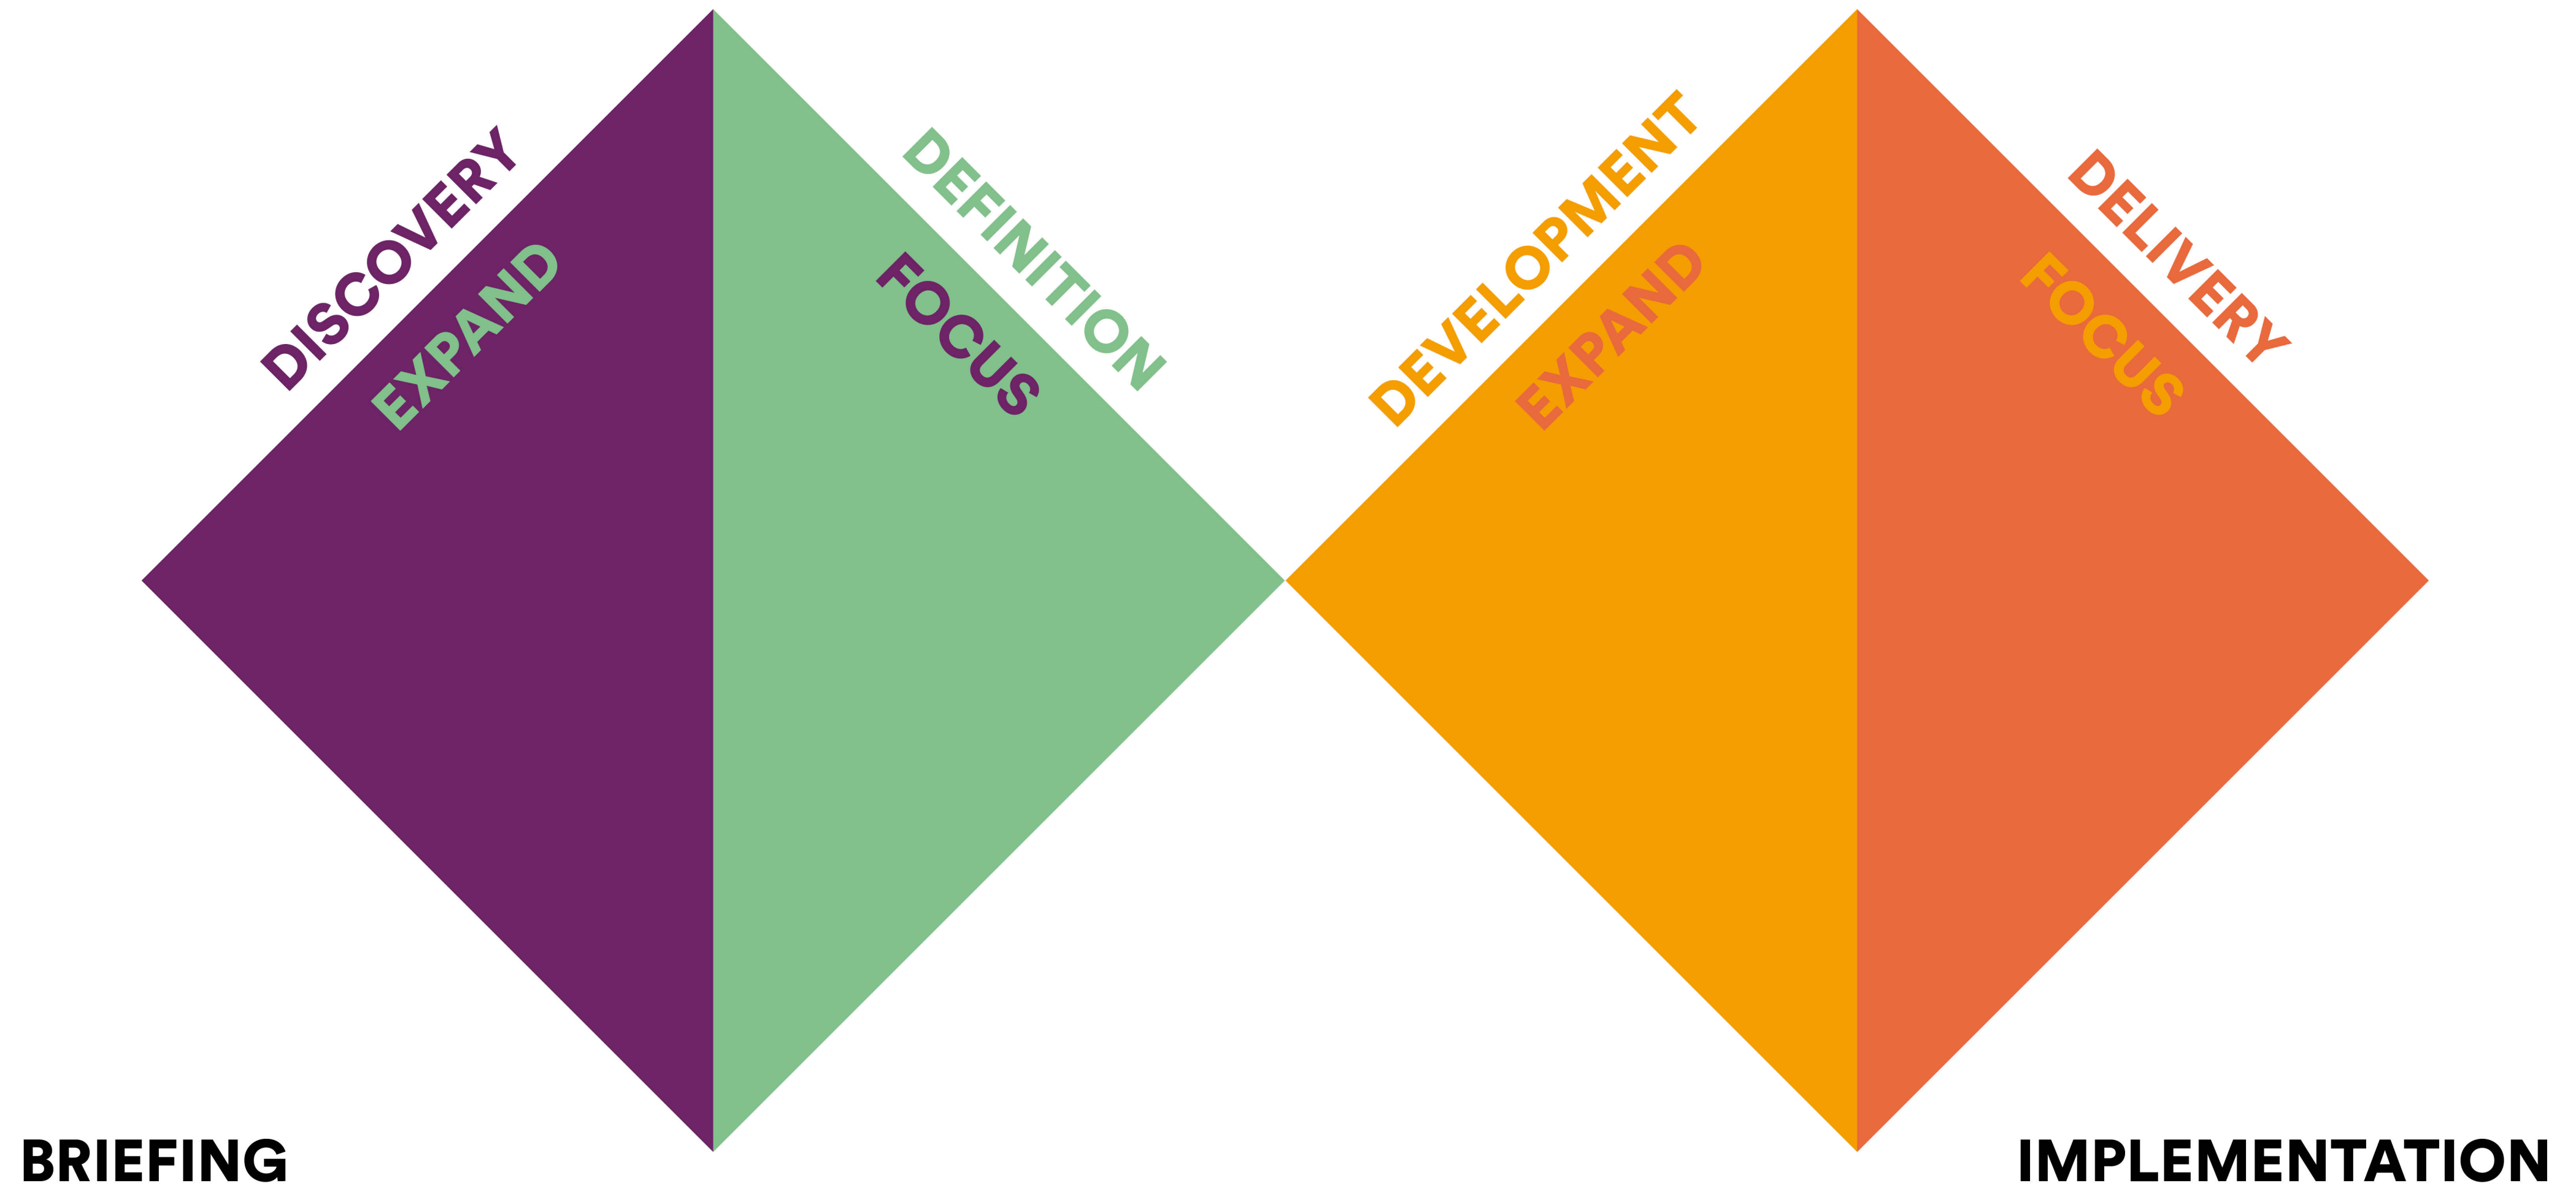 DISCOVERY
EXPAND
DEFINITION
FOCUS
DEVELOPMENT
EXPAND
DELIVERY
FOCUS
BRIEFING
IMPLEMENTATION